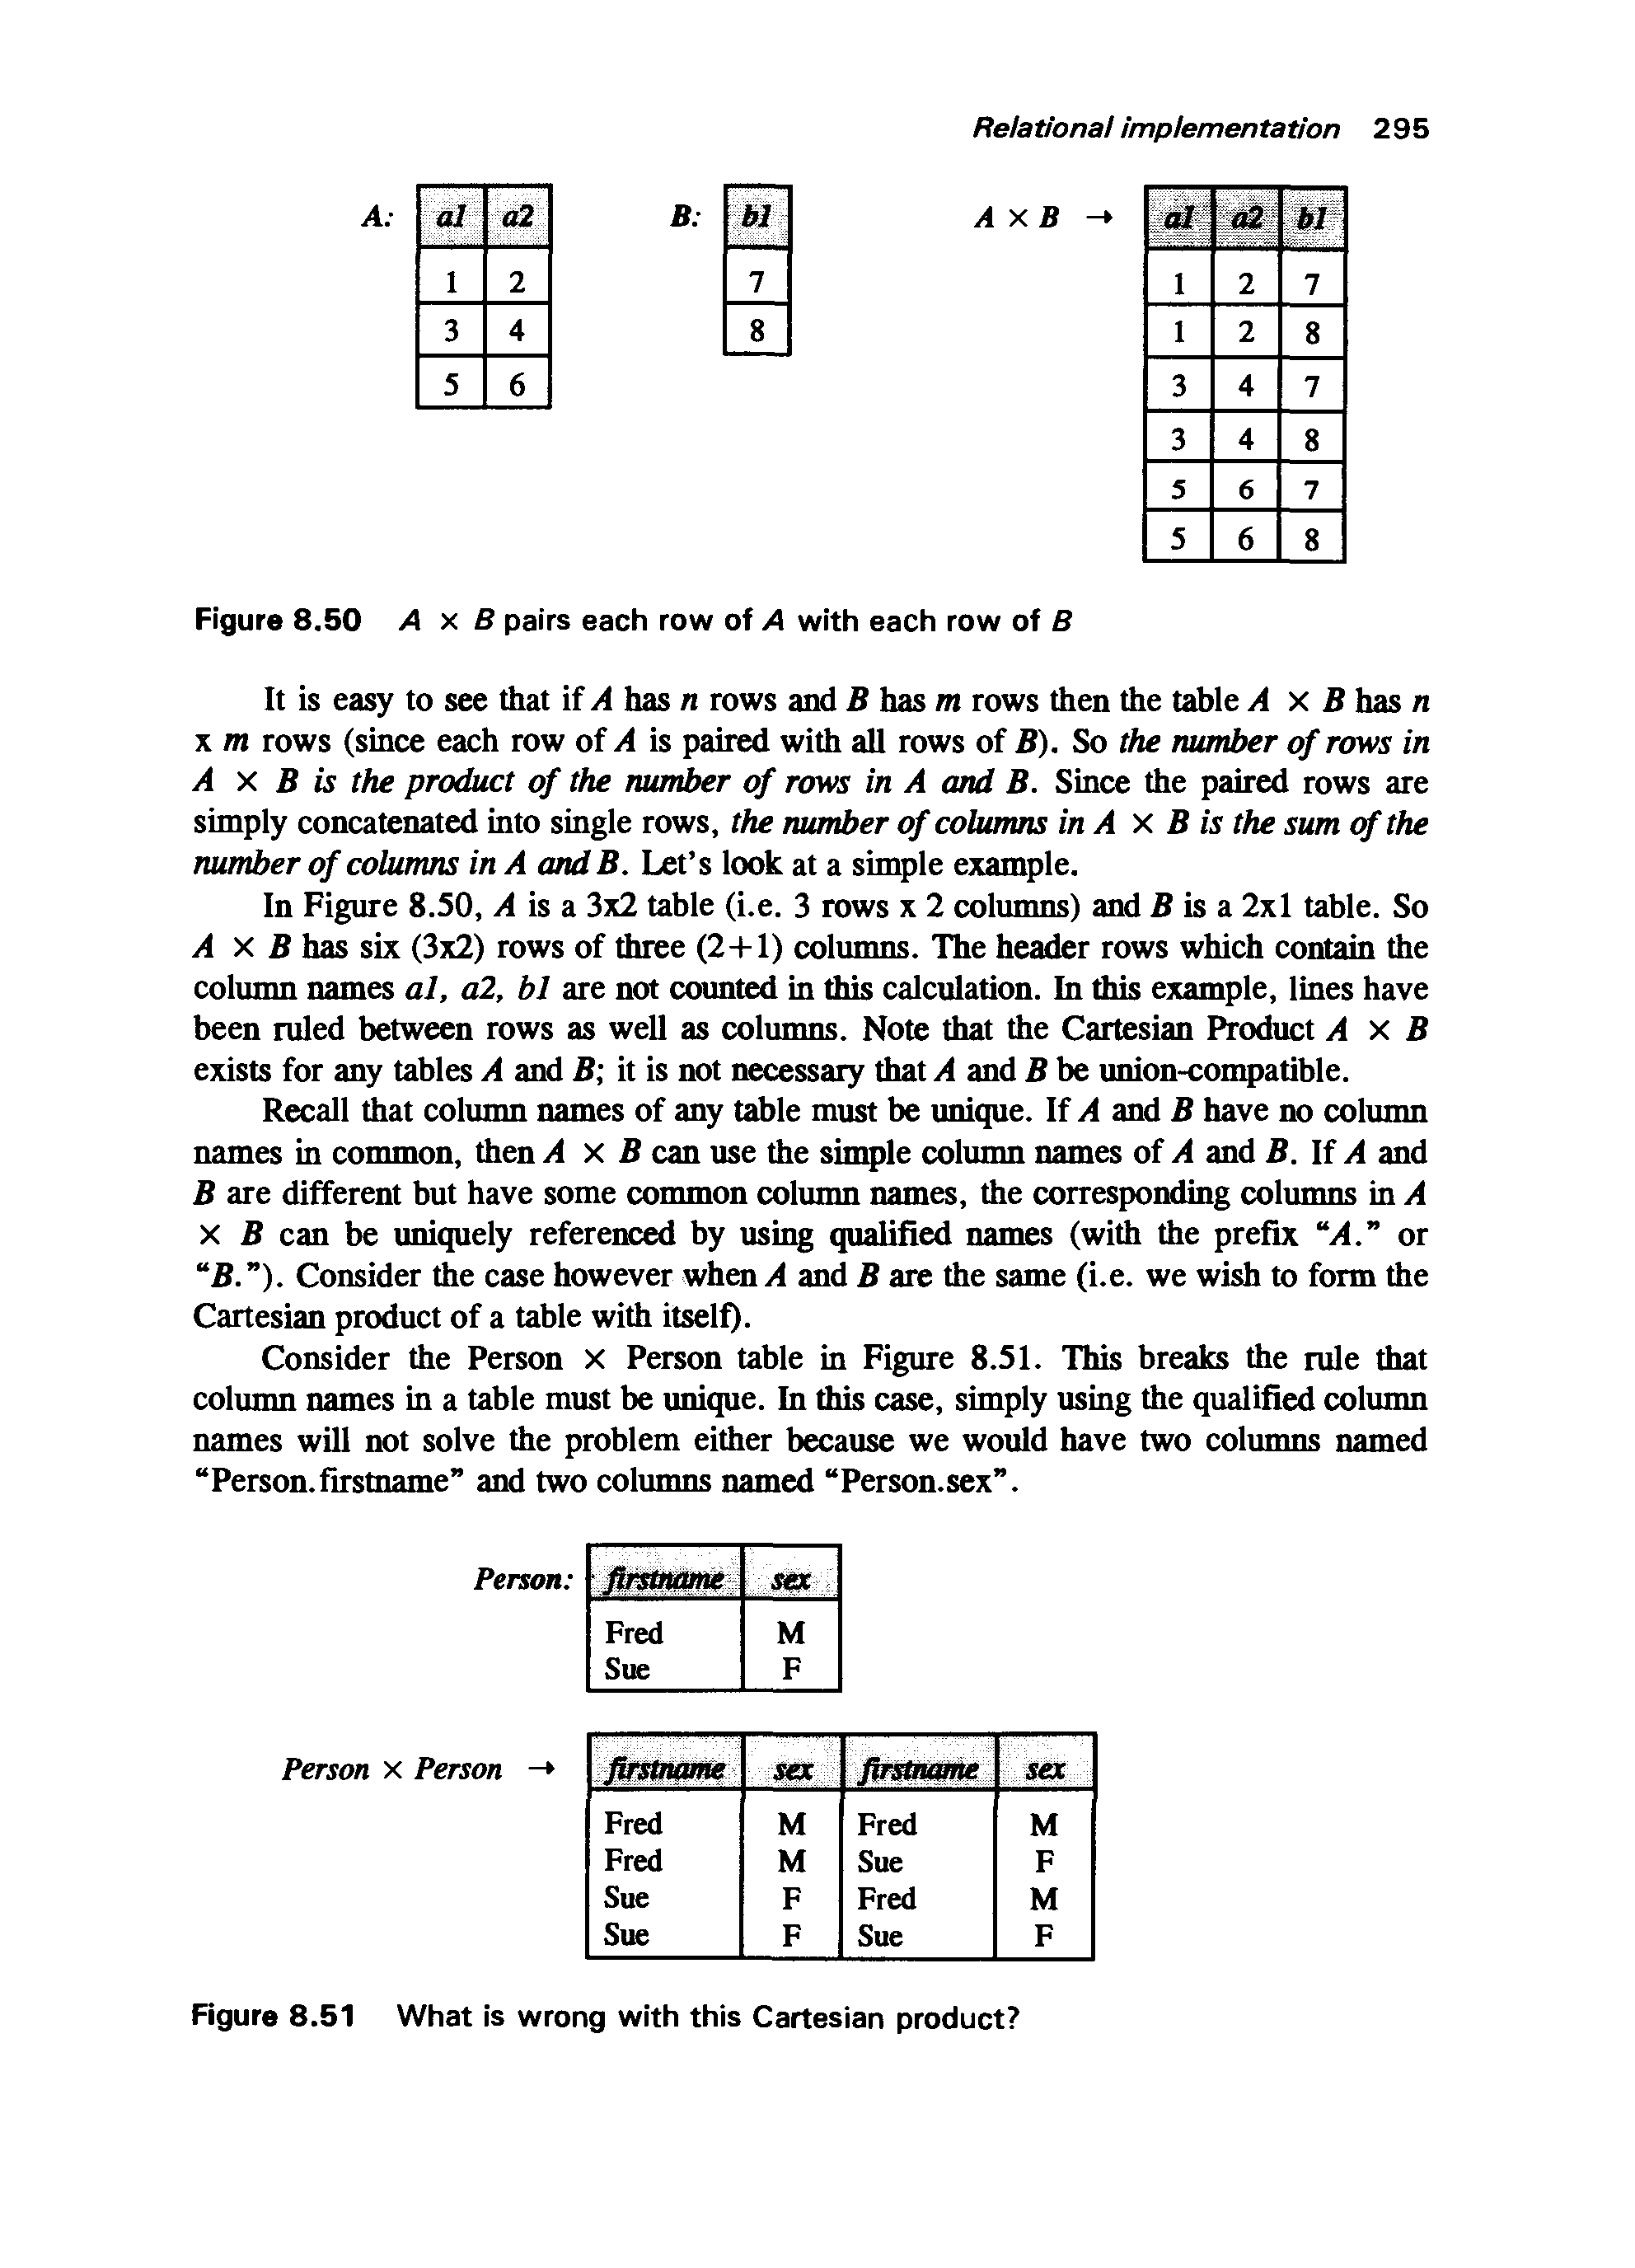 Relational implementation 295
A: a1 a2 B: b1 A × B → a1 a2 b1
1 2 7 1 2 7
3 4 8 1 2 8
5 6 3 4 7
3 4 8
5 6 7
5 6 8
Figure 8.50 A × B pairs each row of A with each row of B
It is easy to see that if A has n rows and B has m rows then the table A × B has n
x m rows (since each row of A is paired with all rows of B). So the number of rows in
A × B is the product of the number of rows in A and B. Since the paired rows are
simply concatenated into single rows, the number of columns in A × B is the sum of the
number of columns in A and B. Let's look at a simple example.
In Figure 8.50, A is a 3x2 table (i.e. 3 rows x 2 columns) and B is a 2x1 table. So
A × B has six (3x2) rows of three (2+1) columns. The header rows which contain the
column names a1, a2, b1 are not counted in this calculation. In this example, lines have
been ruled between rows as well as columns. Note that the Cartesian Product A × B
exists for any tables A and B; it is not necessary that A and B be union-compatible.
Recall that column names of any table must be unique. If A and B have no column
names in common, then A × B can use the simple column names of A and B. If A and
B are different but have some common column names, the corresponding columns in A
× B can be uniquely referenced by using qualified names (with the prefix “A.” or
“B.”). Consider the case however when A and B are the same (i.e. we wish to form the
Cartesian product of a table with itself).
Consider the Person × Person table in Figure 8.51. This breaks the rule that
column names in a table must be unique. In this case, simply using the qualified column
names will not solve the problem either because we would have two columns named
“Person.firstname” and two columns named “Person.sex”.
Person: firstname sex
Fred M
Sue F
Person × Person → firstname sex firstname sex
Fred M Fred M
Fred M Sue F
Sue F Fred M
Sue F Sue F
Figure 8.51 What is wrong with this Cartesian product?